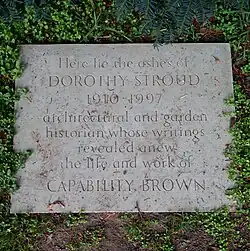 Here lie the ashes of
DOROTHY STROUD
1910-1997
architectural and garden
historian, whose writings
revealed anew
the life and work of
CAPABILITY BROWN